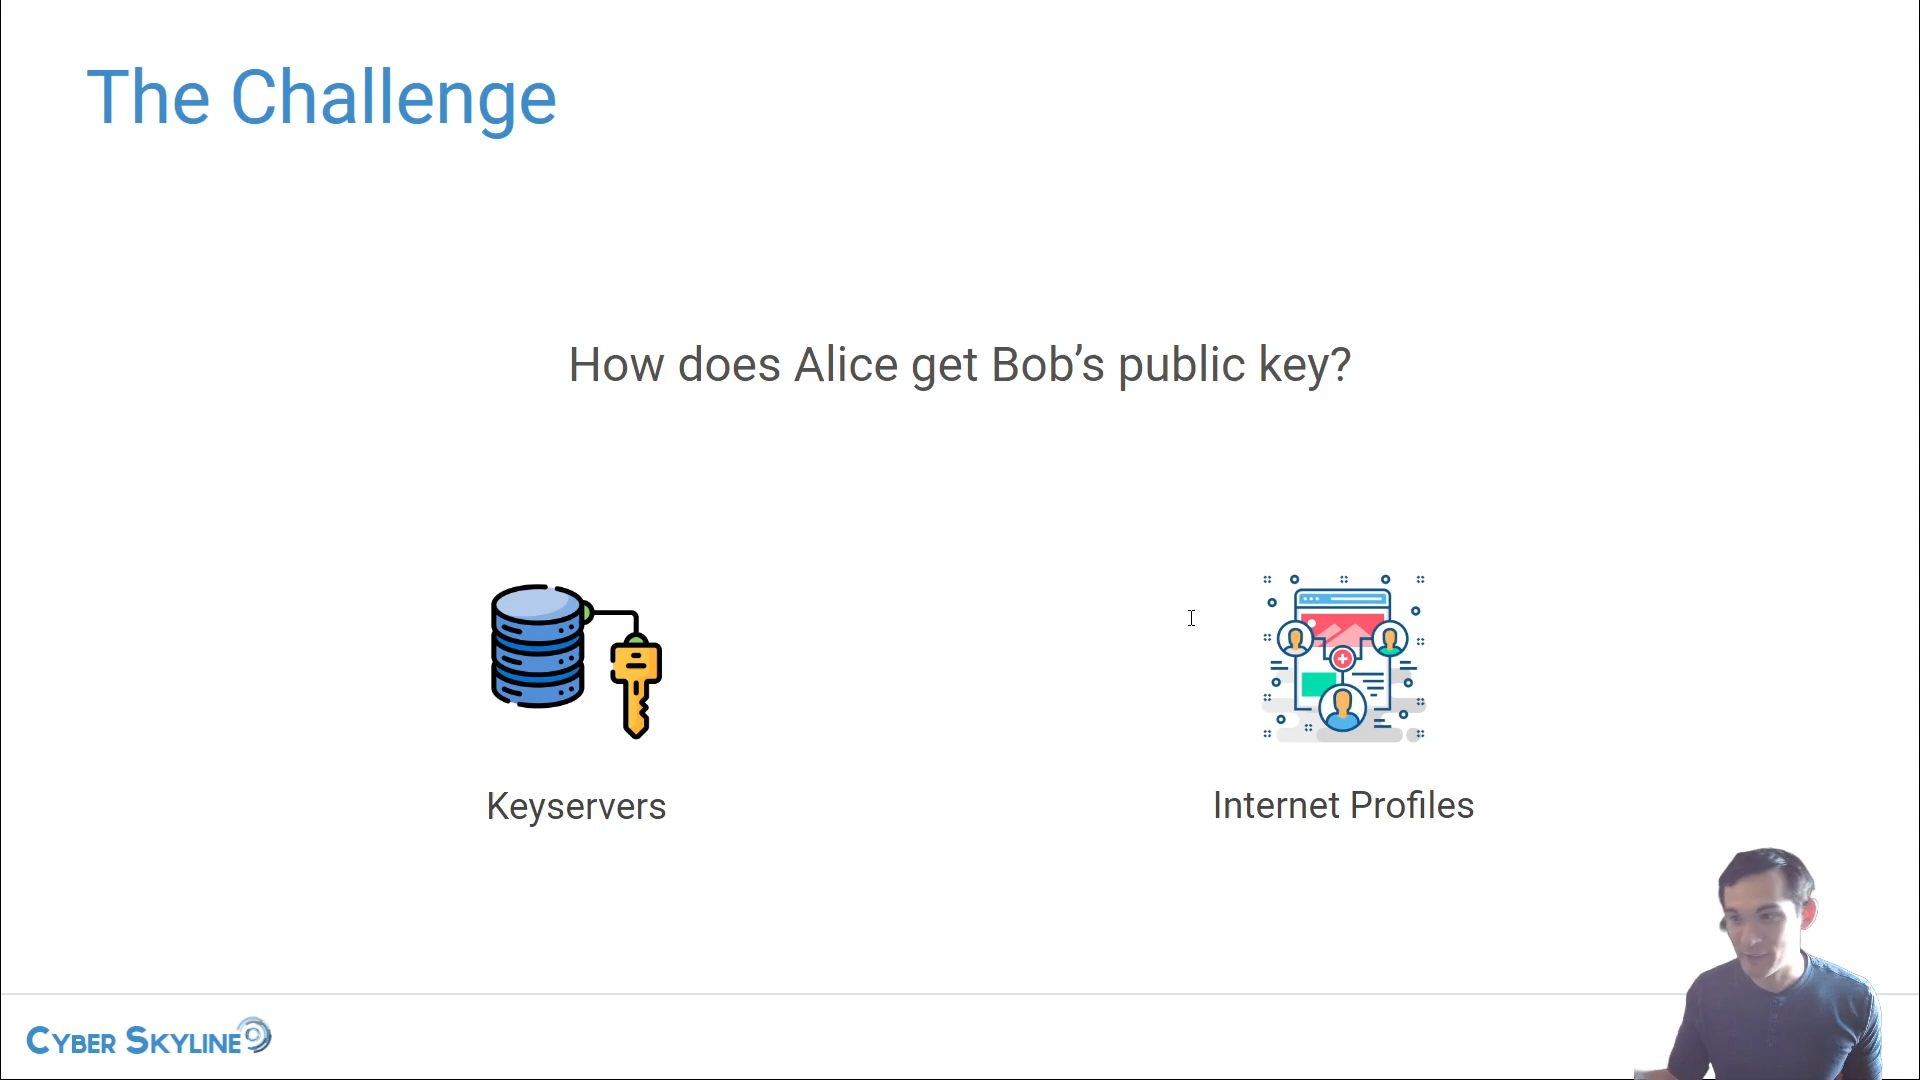 The Challenge
How does Alice get Bob’s public key?
Keyservers
Internet Profiles
CYBER SKYLINE